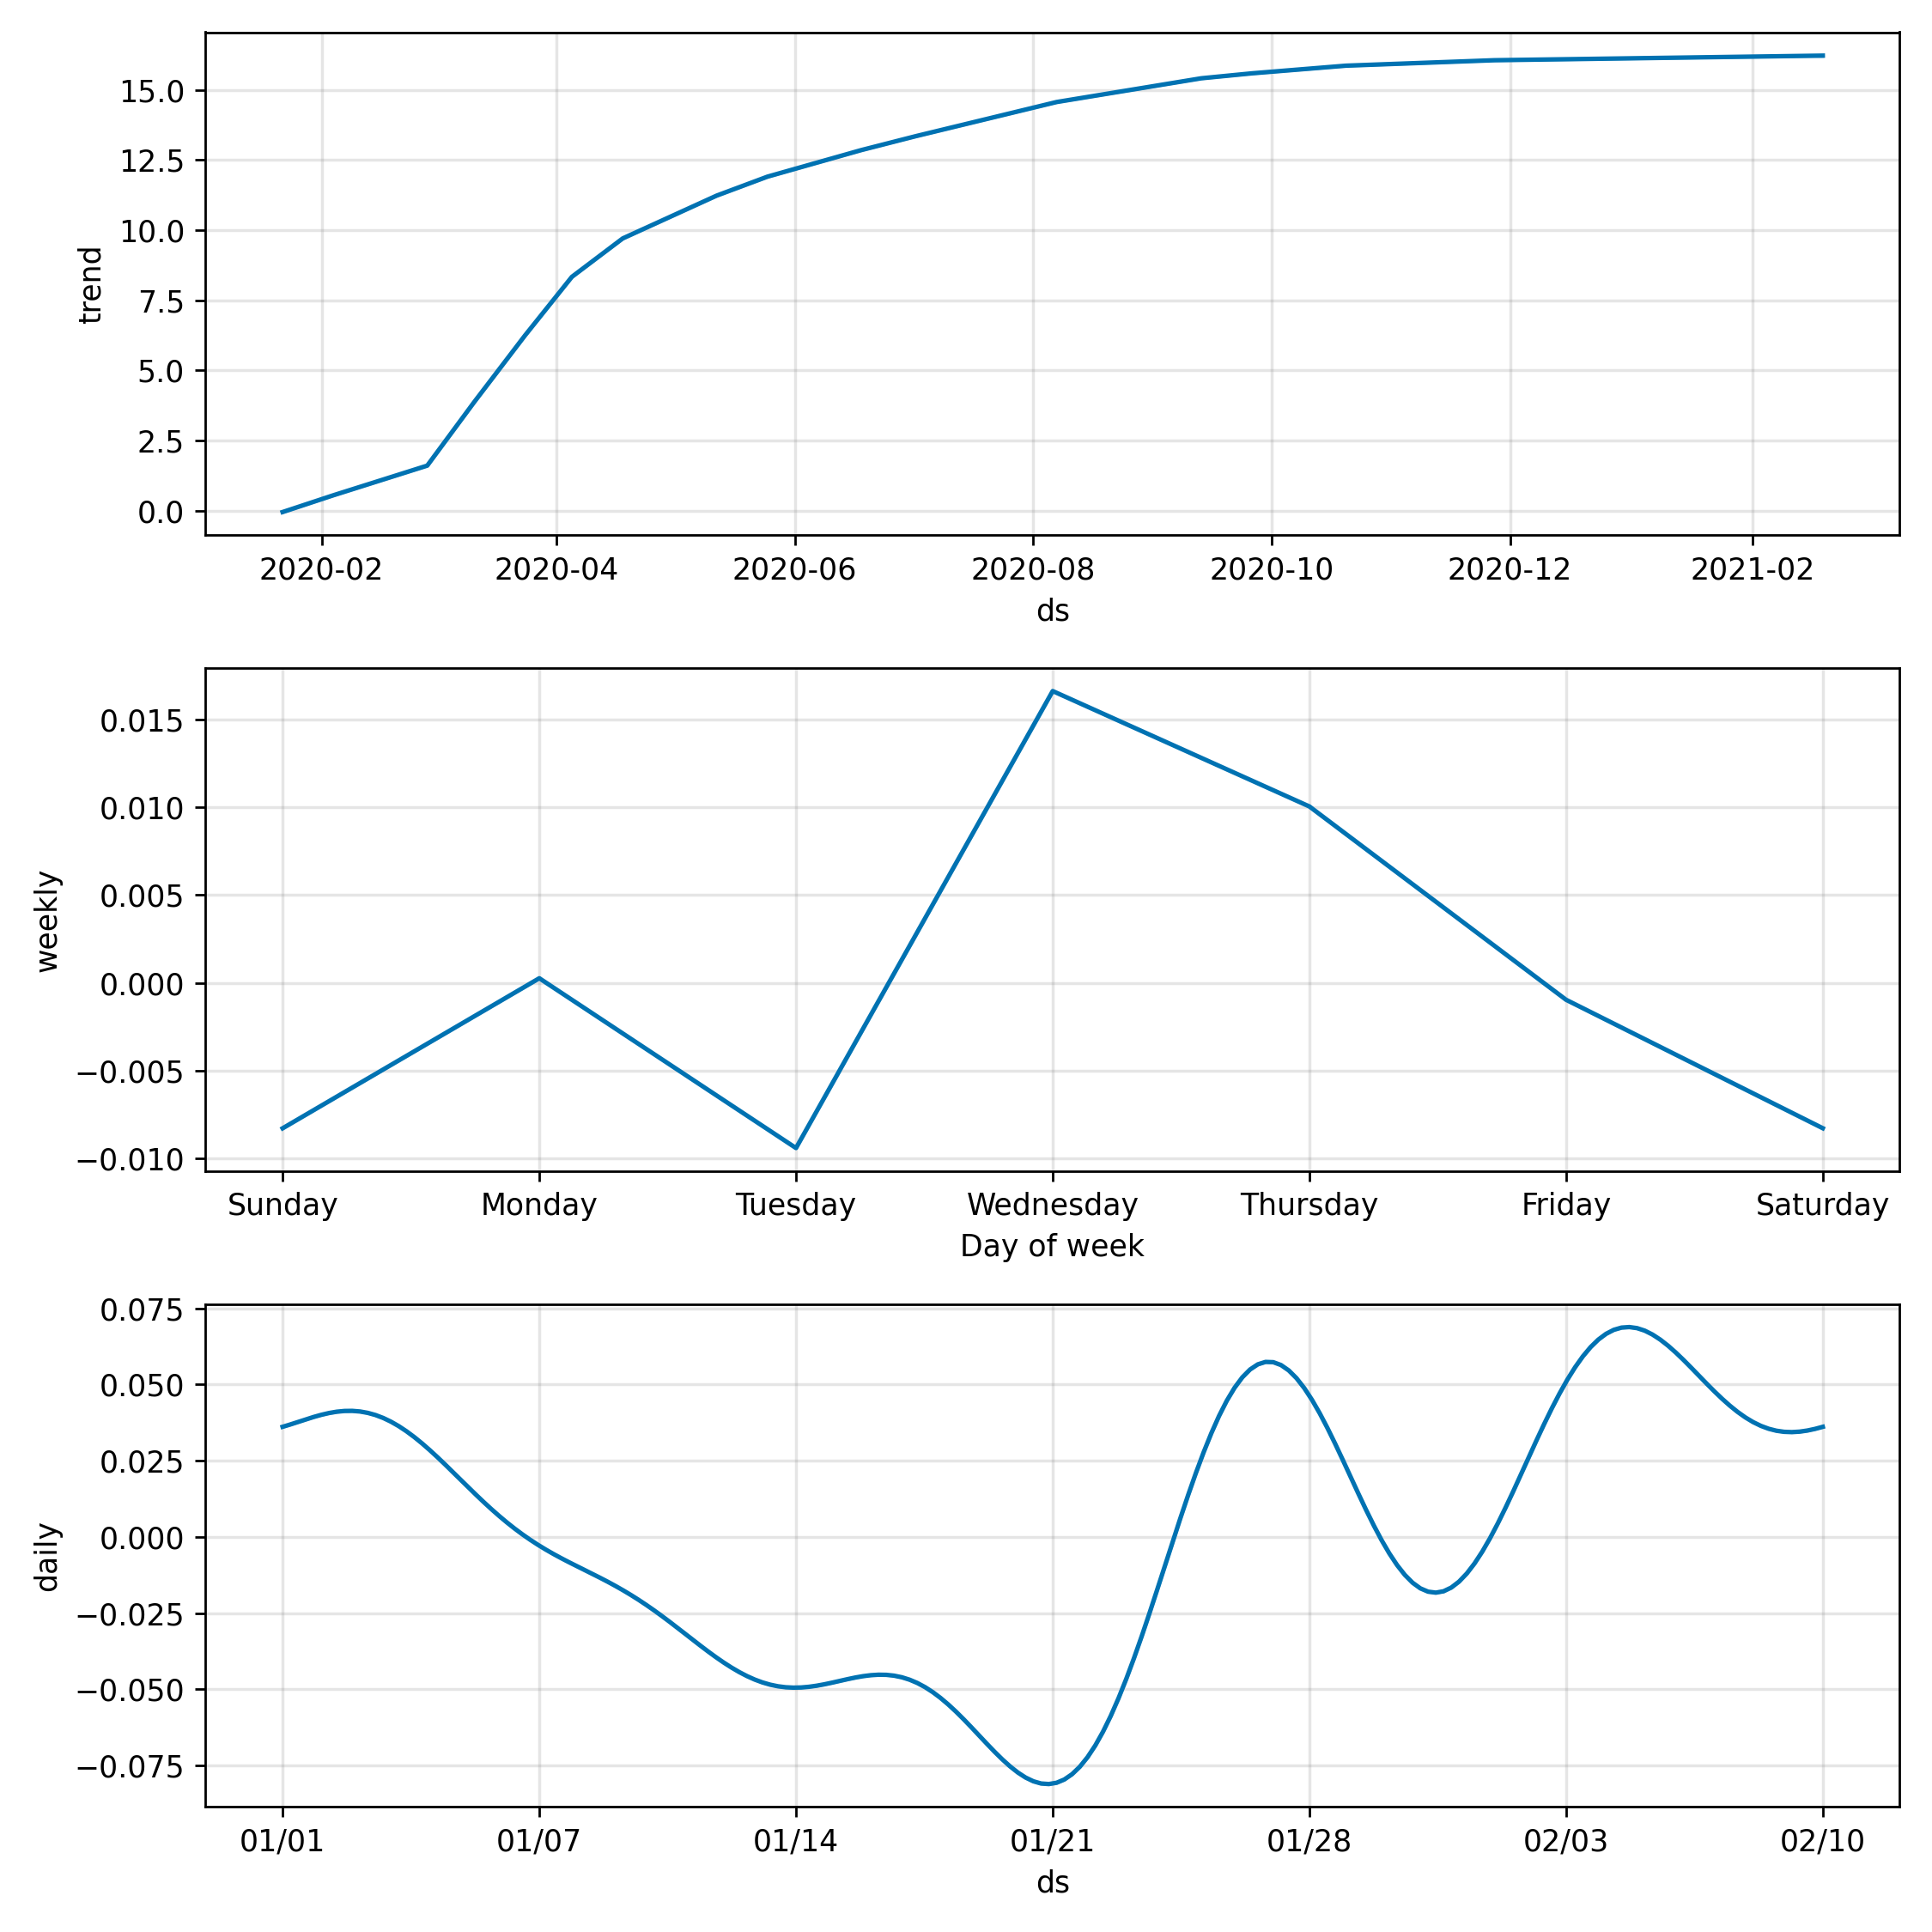 15.0
12.5
10.0
7.5
5.0
2.5
0.0
trend
2020-02 2020-04 2020-06 2020-08 2020-10 2020-12 2021-02
ds
0.015
0.010
0.005
0.000
−0.005
−0.010
weekly
Sunday Monday Tuesday Wednesday Thursday Friday Saturday
Day of week
0.075
0.050
0.025
0.000
−0.025
−0.050
−0.075
daily
01/01 01/07 01/14 01/21 01/28 02/03 02/10
ds